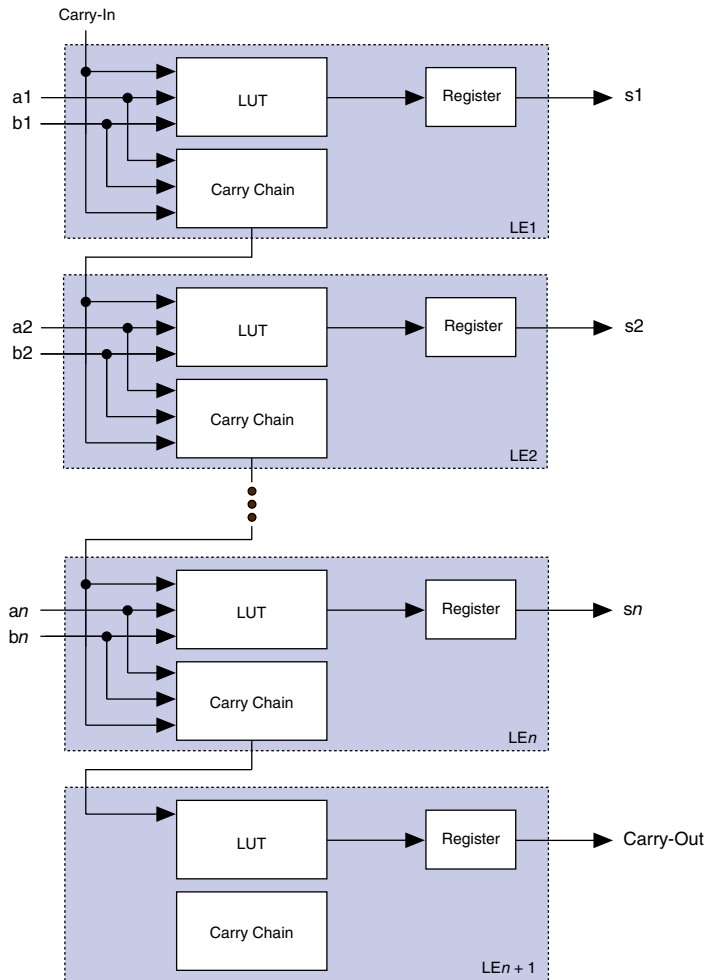 Carry-In
a1
b1
LUT
Register
s1
Carry Chain
LE1
a2
b2
LUT
Register
s2
Carry Chain
LE2
an
bn
LUT
Register
sn
Carry Chain
LEn
LUT
Register
Carry-Out
Carry Chain
LEn + 1